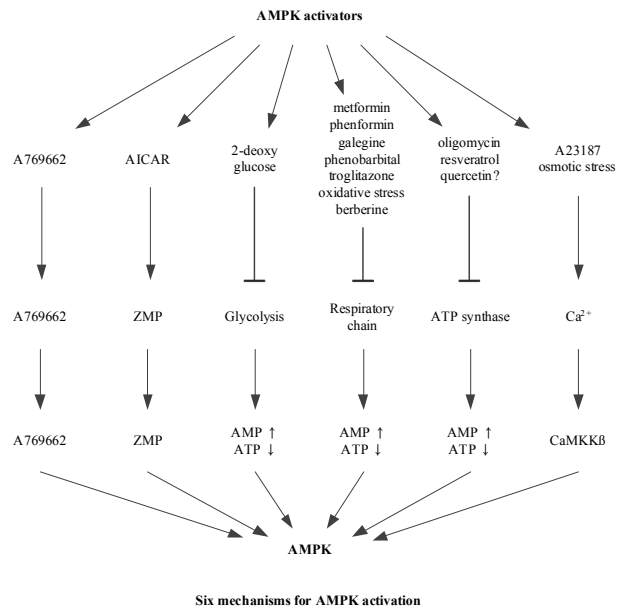 AMPK activators
A769662
AICAR
2-deoxy
glucose
metformin
phenformin
galegine
phenobarbital
troglitazone
oxidative stress
berberine
oligomycin
resveratrol
quercetin?
A23187
osmotic stress
A769662
ZMP
Glycolysis
Respiratory
chain
ATP synthase
Ca²⁺
A769662
ZMP
AMP ↑
ATP ↓
AMP ↑
ATP ↓
AMP ↑
ATP ↓
CaMKKß
AMPK
Six mechanisms for AMPK activation